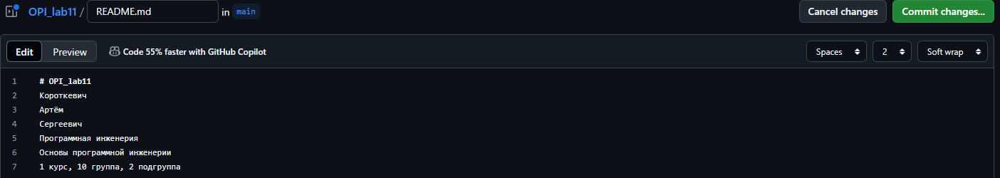 OPI_lab11 / README.md in main Cancel changes Commit changes...
Edit Preview Code 55% faster with GitHub Copilot Spaces 2 Soft wrap
1 # OPI_lab11
2 Короткевич
3 Артём
4 Сергеевич
5 Программная инженерия
6 Основы программной инженерии
7 1 курс, 10 группа, 2 подгруппа